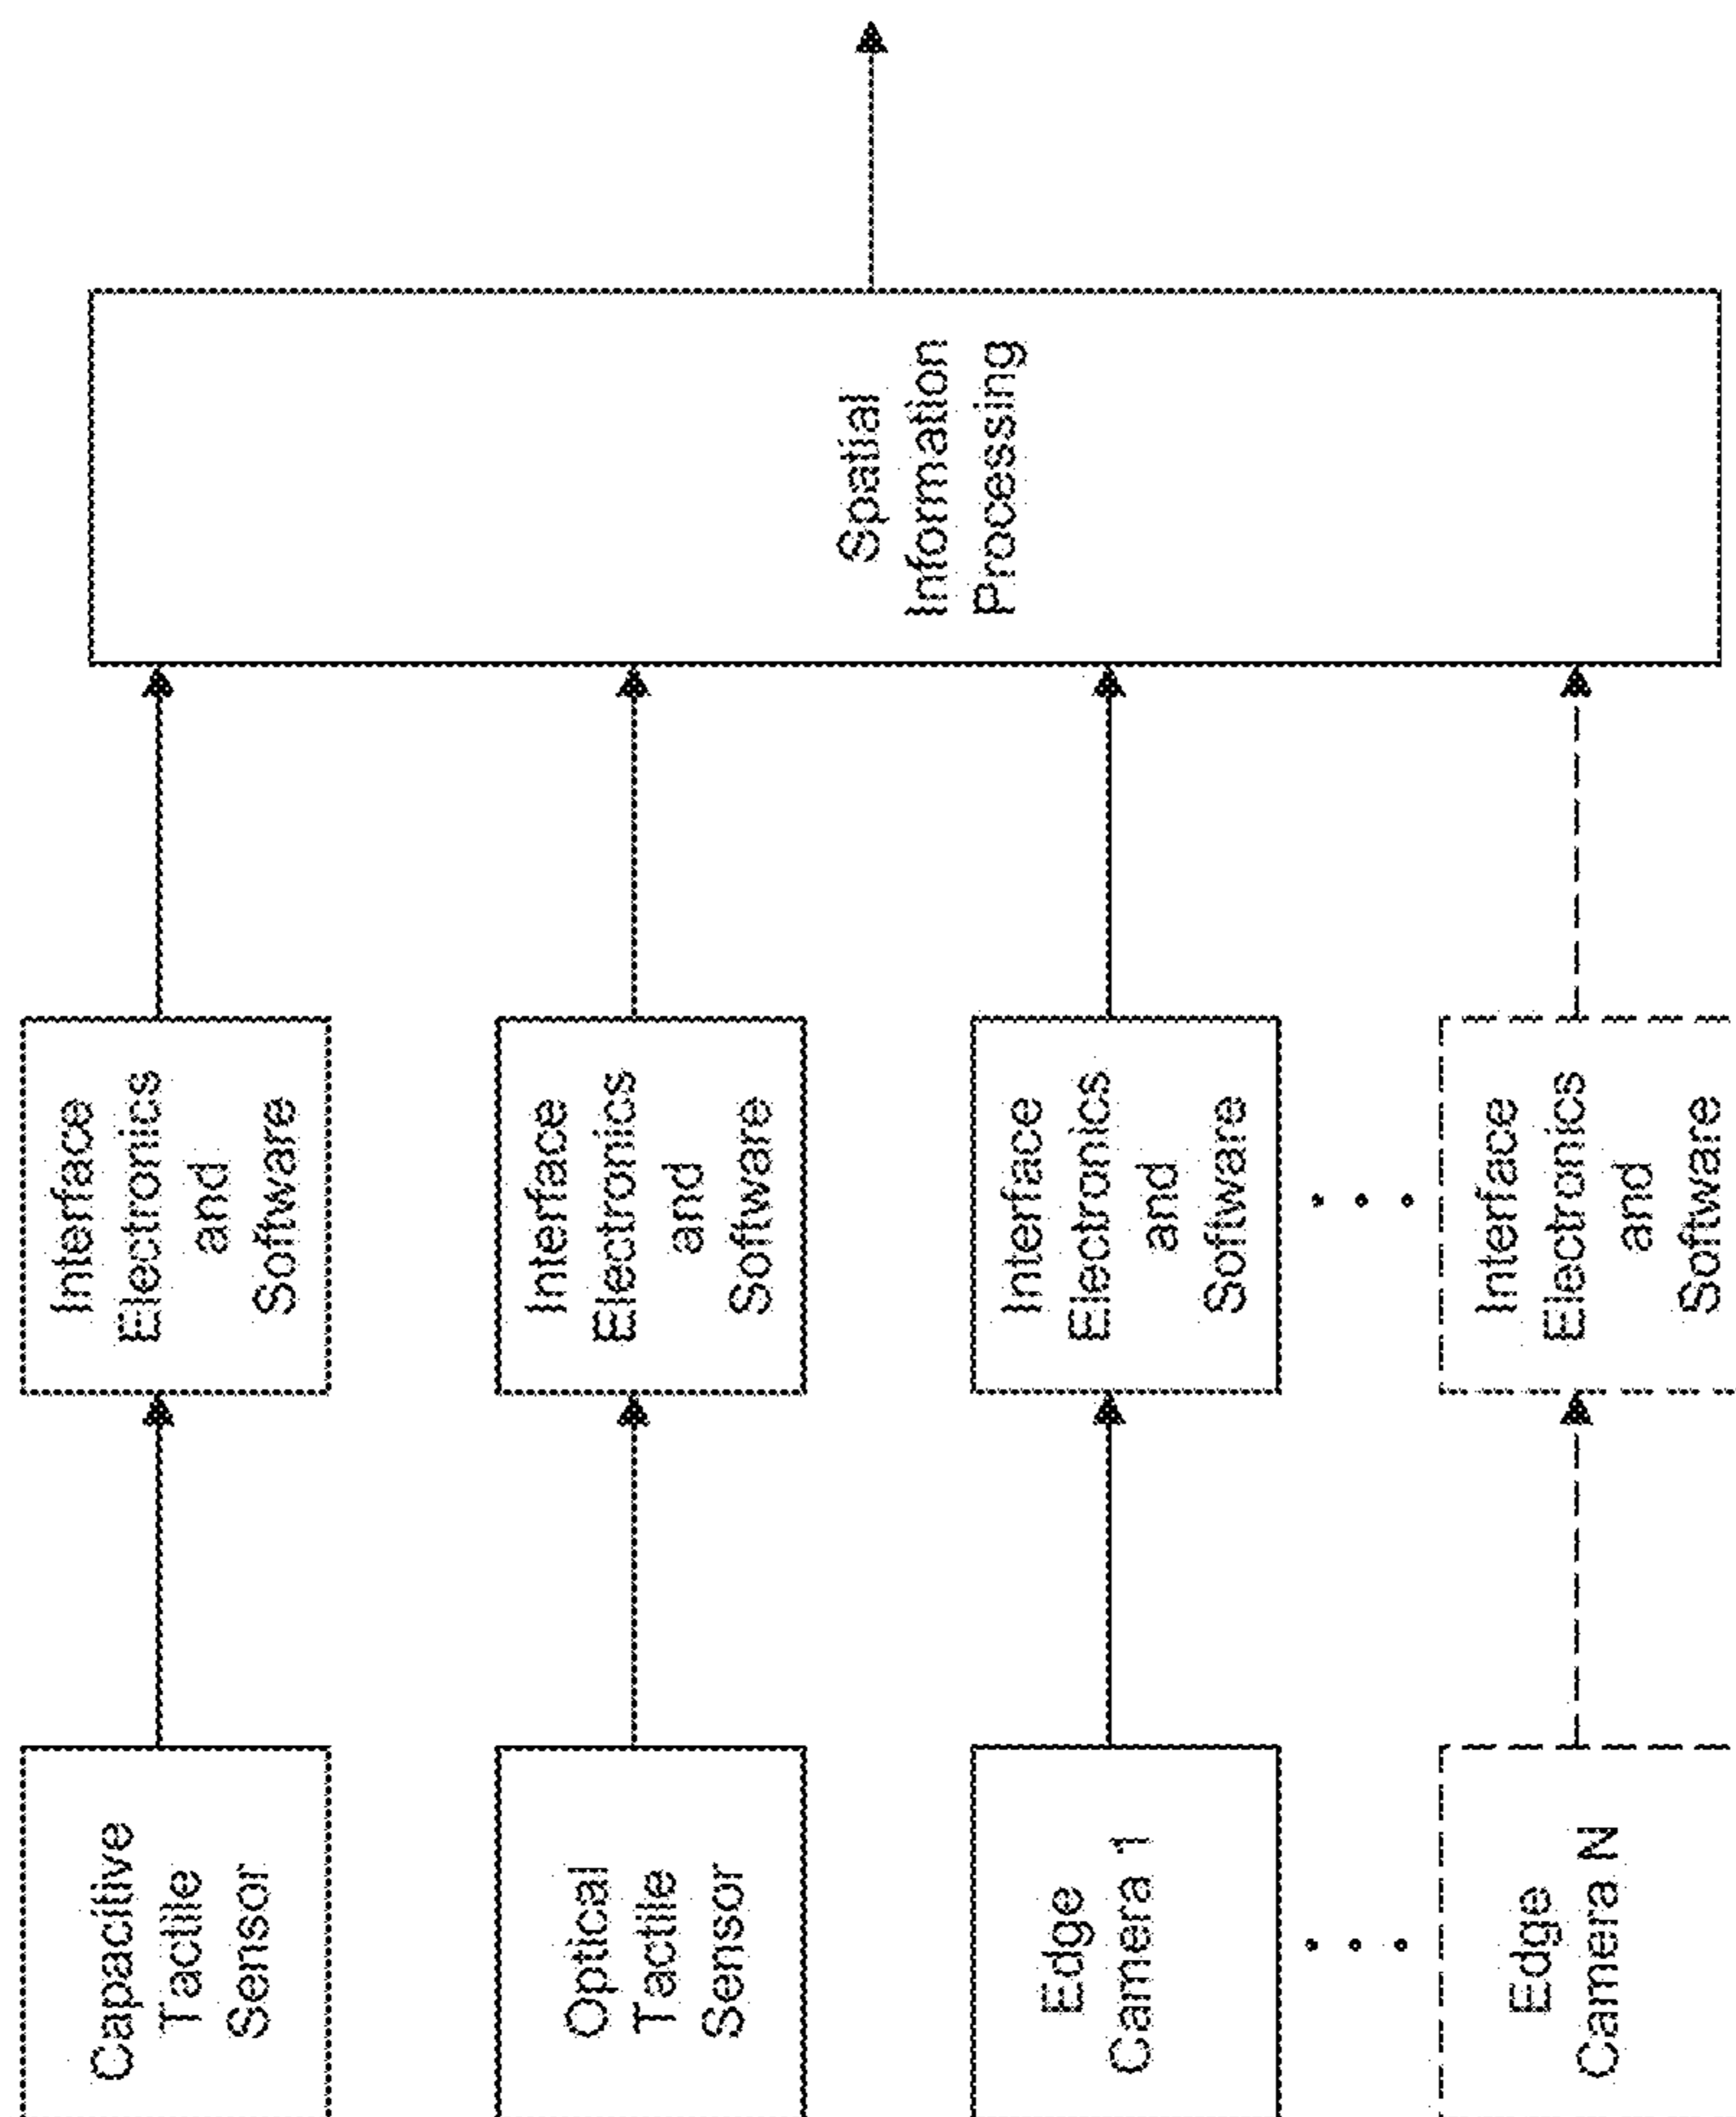 Capacitive
Tactile
Sensor
Interface
Electronics
and
Software
Optical
Tactile
Sensor
Interface
Electronics
and
Software
Edge
Camera 1
Interface
Electronics
and
Software
Edge
Camera N
Interface
Electronics
and
Software
Spatial
Information
Processing